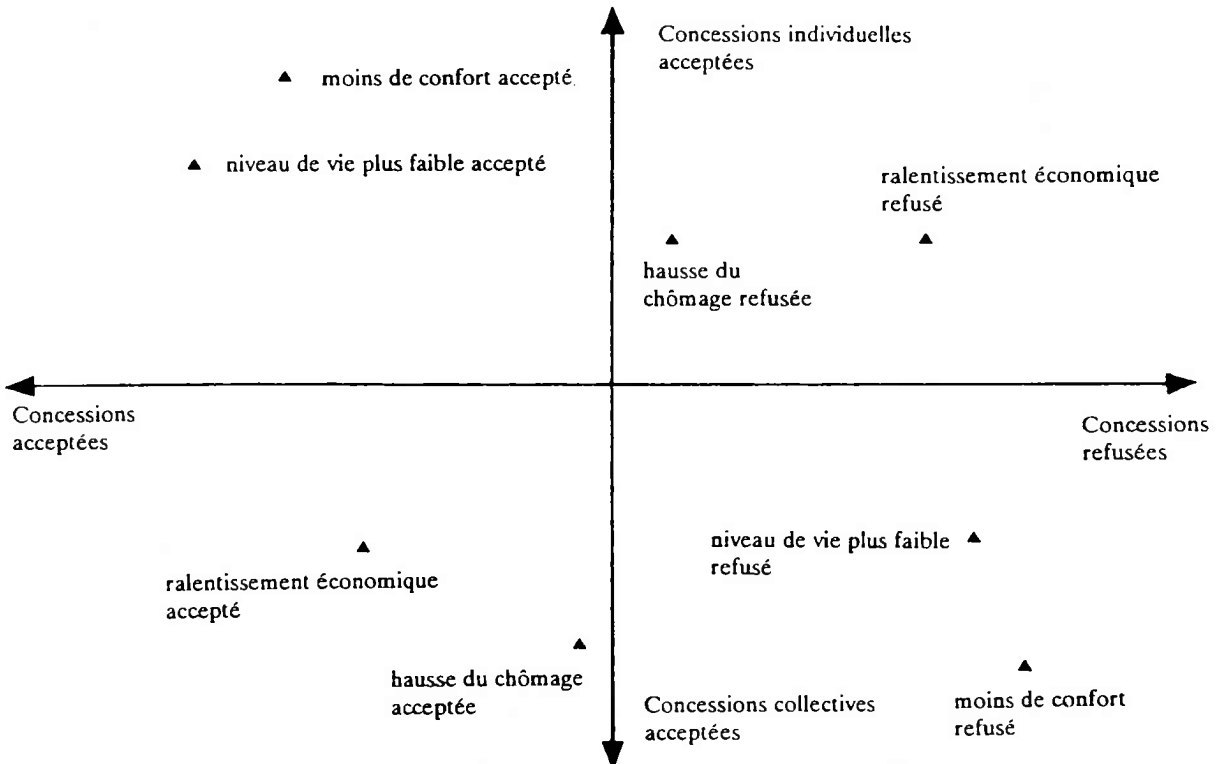 Concessions individuelles
acceptées
moins de confort accepté
niveau de vie plus faible accepté
ralentissement économique
refusé
hausse du
chômage refusée
Concessions
acceptées
Concessions
refusées
niveau de vie plus faible
refusé
ralentissement économique
accepté
hausse du chômage
acceptée
Concessions collectives
acceptées
moins de confort
refusé